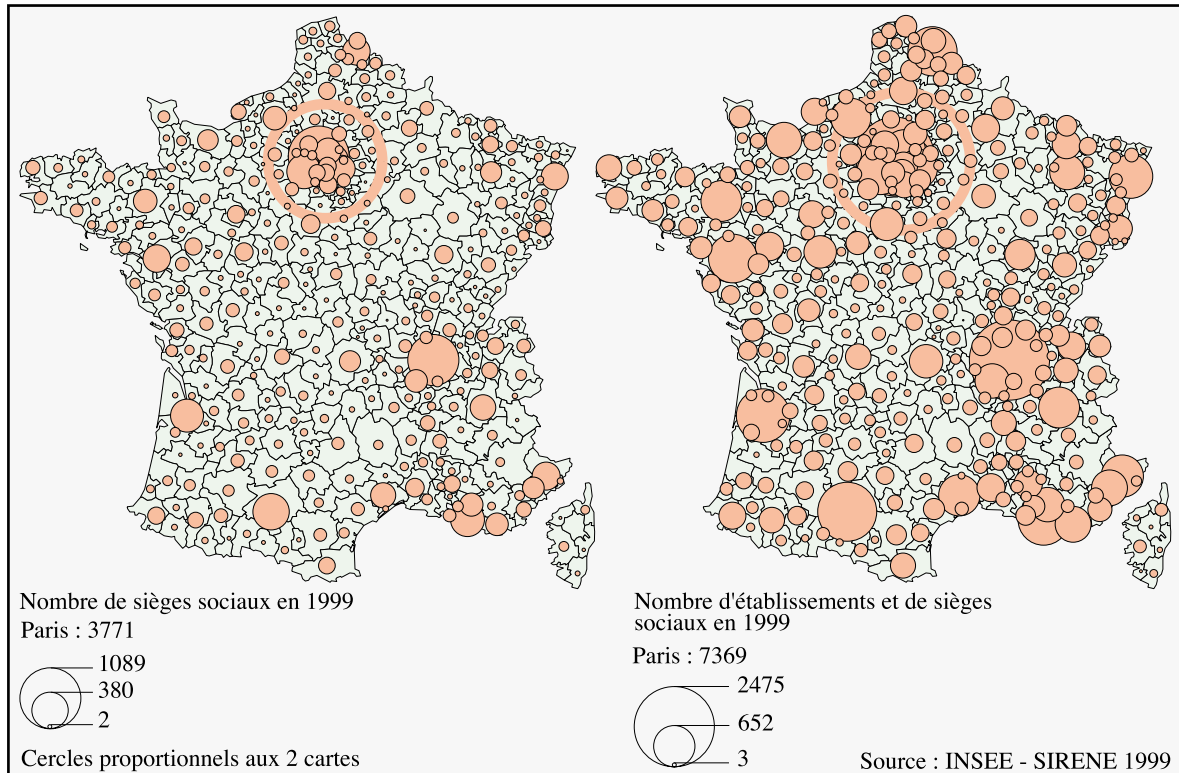 Nombre de sièges sociaux en 1999
Paris : 3771
1089
380
2
Cercles proportionnels aux 2 cartes
Nombre d'établissements et de sièges
sociaux en 1999
Paris : 7369
2475
652
3
Source : INSEE - SIRENE 1999